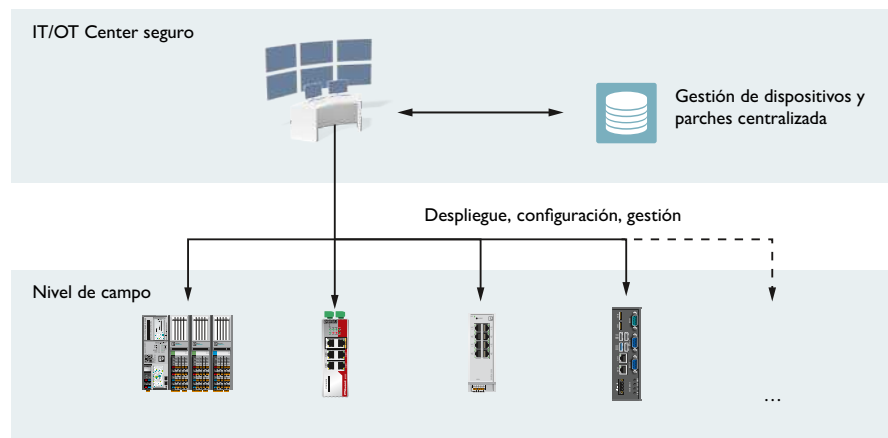 IT/OT Center seguro
Gestión de dispositivos y
parches centralizada
Despliegue, configuración, gestión
Nivel de campo
...